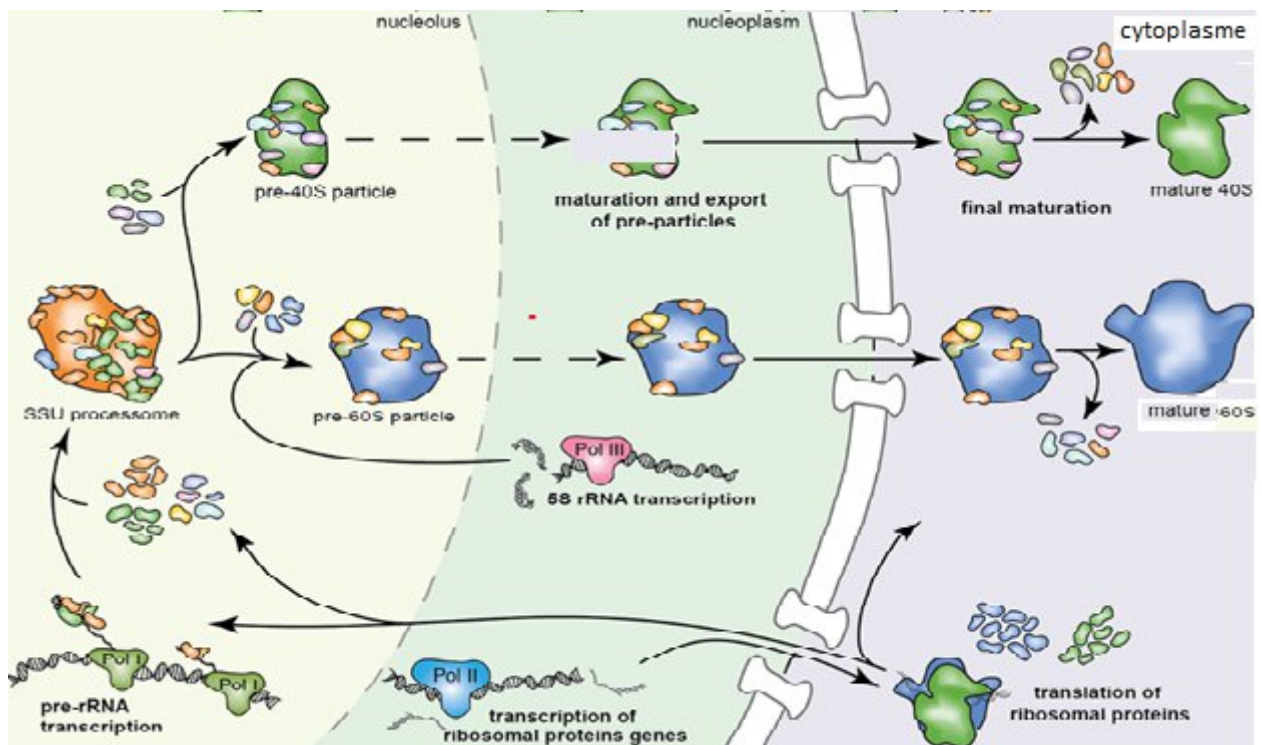 nucleolus
nucleoplasm
cytoplasme
pre-40S particle
maturation and export
of pre-particles
final maturation
mature 40S
SSU processome
pre-60S particle
mature 60S
Pol III
5S rRNA transcription
Pol I
Pol I
pre-rRNA
transcription
Pol II
transcription of
ribosomal proteins genes
translation of
ribosomal proteins